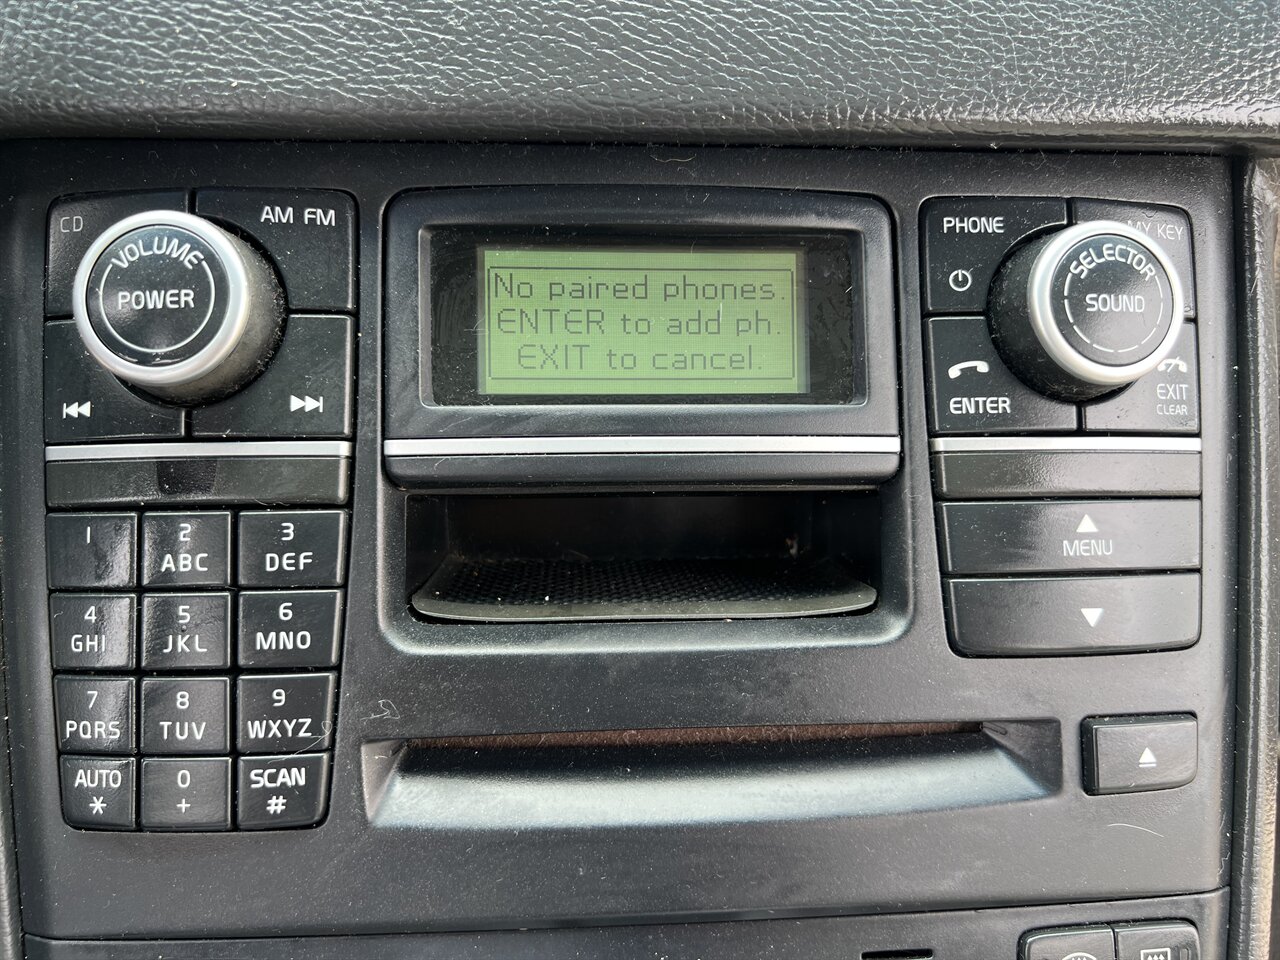 CD
VOLUME
POWER
AM FM
No paired phones.
ENTER to add ph.
EXIT to cancel.
PHONE
MY KEY
SELECTOR
SOUND
ENTER
EXIT
CLEAR
1
2
ABC
3
DEF
4
GHI
5
JKL
6
MNO
7
PQRS
8
TUV
9
WXYZ
AUTO
*
0
+
SCAN
#
MENU